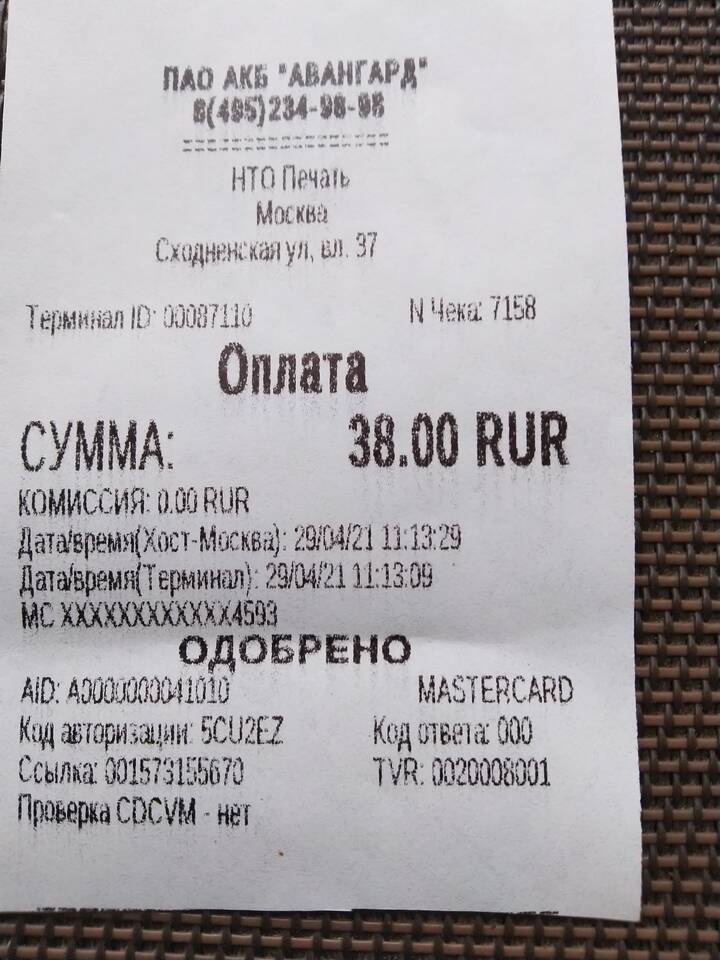 ПАО АКБ "АВАНГАРД"
8(495)234-98-98
====================
НТО Печать
Москва
Сходненская ул, вл. 37
Терминал ID: 00087110 N Чека: 7158
Оплата
СУММА: 38.00 RUR
КОМИССИЯ: 0.00 RUR
Дата/время(Хост-Москва): 29/04/21 11:13:29
Дата/время(Терминал): 29/04/21 11:13:09
MC XXXXXXXXXXXX4593
ОДОБРЕНО
AID: A0000000041010 MASTERCARD
Код авторизации: 5CU2EZ Код ответа: 000
Ссылка: 001573155670 TVR: 0020008001
Проверка CDCVM - нет